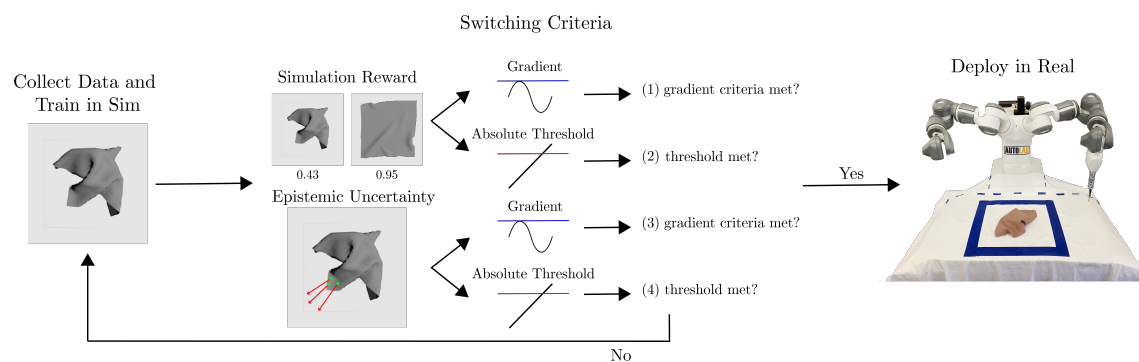 Switching Criteria
Collect Data and
Train in Sim
Simulation Reward
0.43
0.95
Epistemic Uncertainty
Gradient
(1) gradient criteria met?
Absolute Threshold
(2) threshold met?
Gradient
(3) gradient criteria met?
Absolute Threshold
(4) threshold met?
Yes
No
Deploy in Real
AUTOLAB